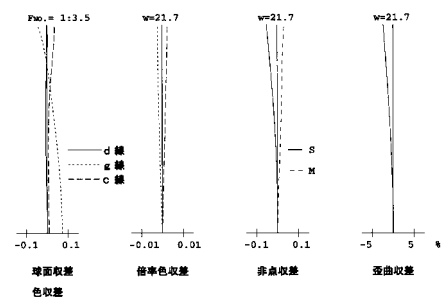 Fwo.= 1:3.5
w=21.7
w=21.7
w=21.7
d 線
g 線
c 線
S
M
-0.1 0.1
-0.01 0.01
-0.1 0.1
-5 5 %
球面収差
色収差
倍率色収差
非点収差
歪曲収差